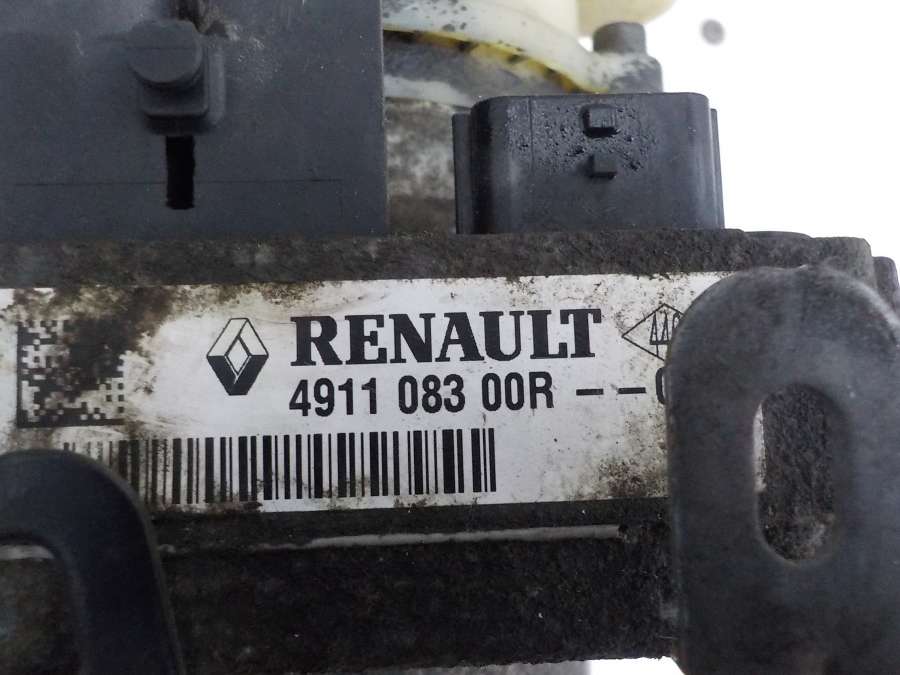 RENAULT
4911 083 00R --